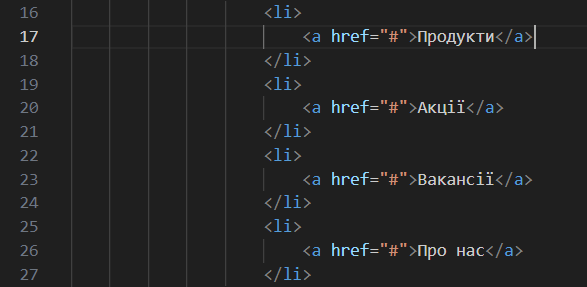 16 <li>
17 <a href="#">Продукти</a>
18 </li>
19 <li>
20 <a href="#">Акції</a>
21 </li>
22 <li>
23 <a href="#">Вакансії</a>
24 </li>
25 <li>
26 <a href="#">Про нас</a>
27 </li>